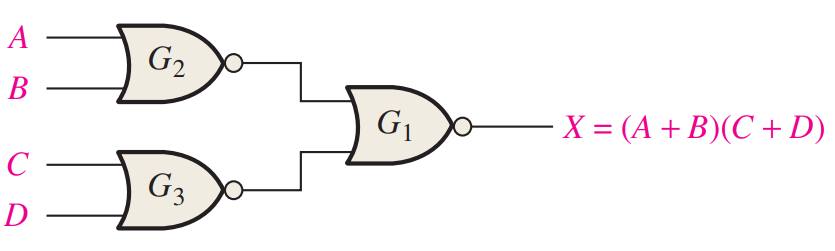 A
G₂
B
G₁
X = (A + B)(C + D)
C
G₃
D